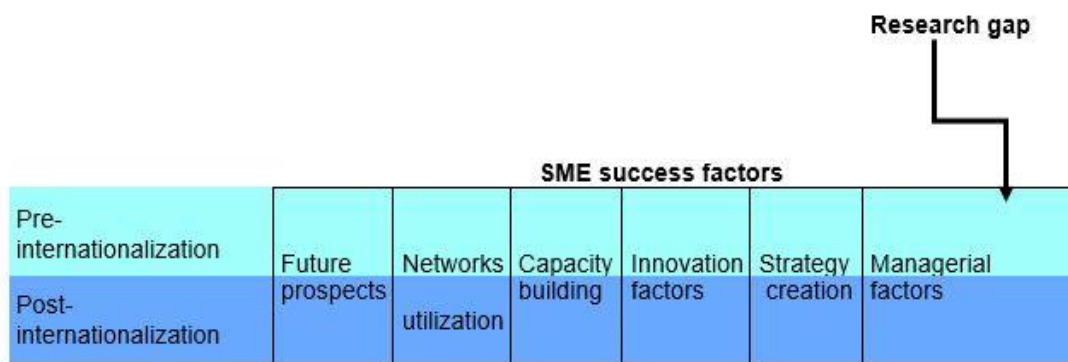 Research gap
SME success factors
Pre-
internationalization
Post-
internationalization
Future
prospects
Networks
utilization
Capacity
building
Innovation
factors
Strategy
creation
Managerial
factors